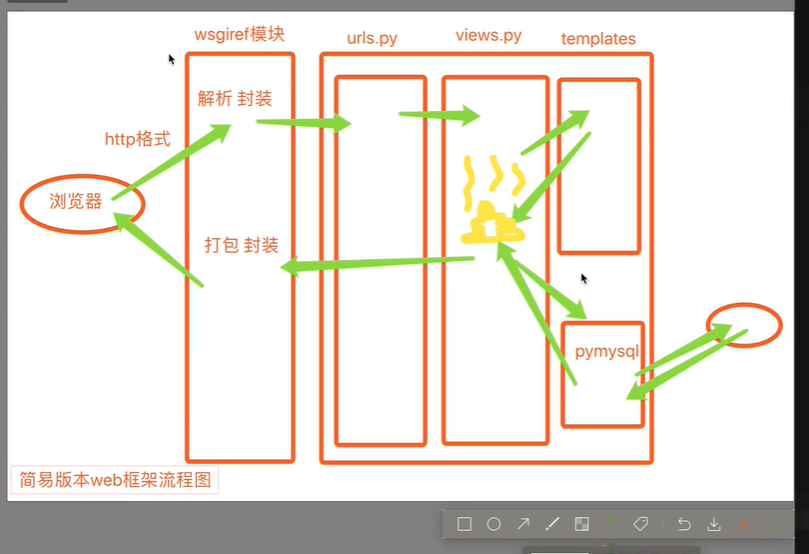 wsgiref模块
urls.py
views.py
templates
解析 封装
http格式
浏览器
打包 封装
pymysql
简易版本web框架流程图